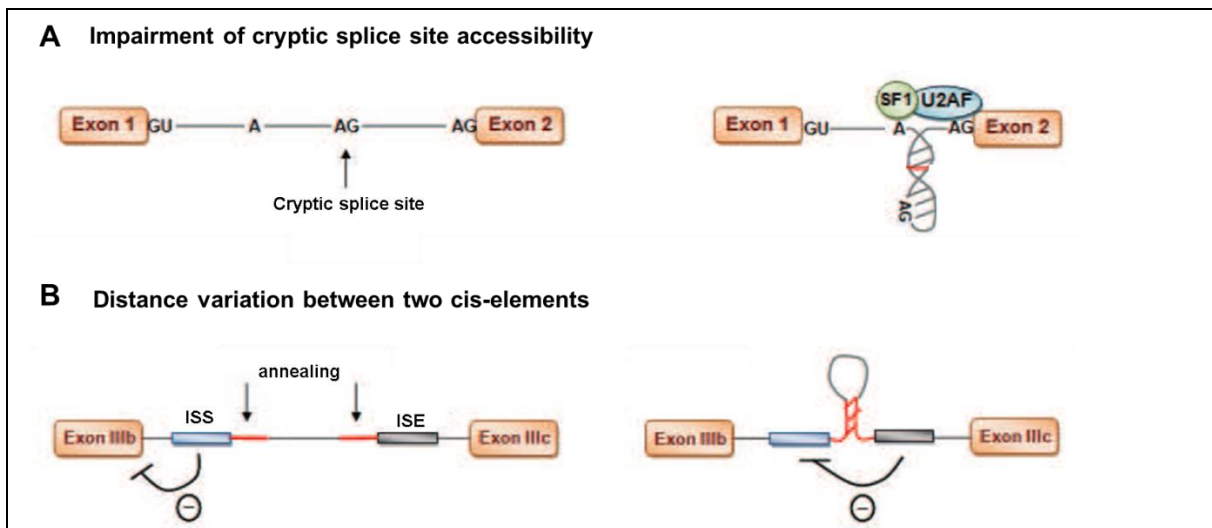 A Impairment of cryptic splice site accessibility
SF1 U2AF
Exon 1 GU A AG AG Exon 2
Exon 1 GU A AG Exon 2
Cryptic splice site
AG
B Distance variation between two cis-elements
annealing
ISS ISE
Exon IIIb Exon IIIc
Exon IIIb Exon IIIc
−
−